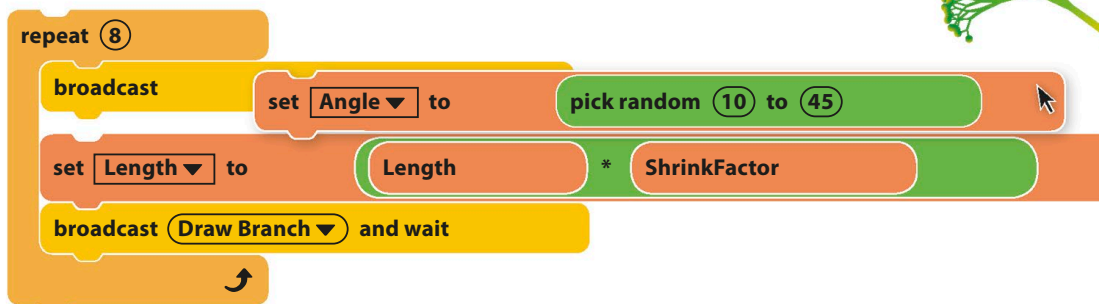 repeat 8
broadcast
set Angle to pick random 10 to 45
set Length to Length * ShrinkFactor
broadcast Draw Branch and wait